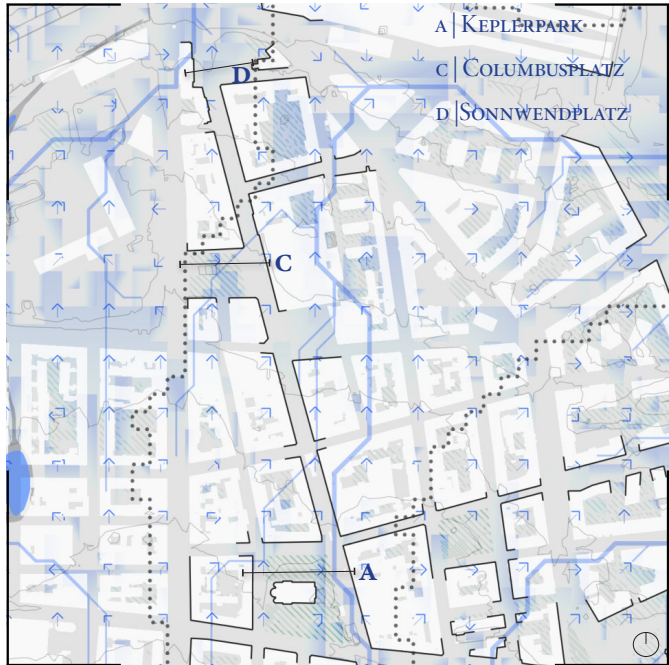 A | KEPLERPARK
C | COLUMBUSPLATZ
D | SONNWENDPLATZ
D
C
A